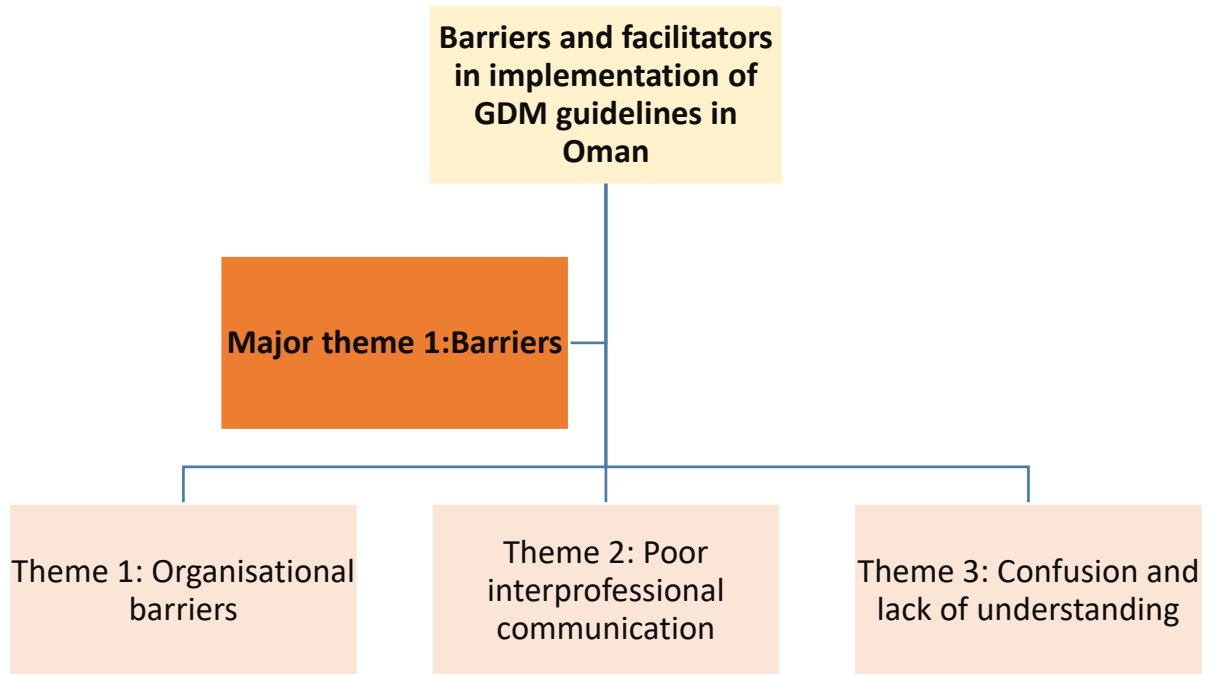 Barriers and facilitators
in implementation of
GDM guidelines in
Oman
Major theme 1:Barriers
Theme 1: Organisational
barriers
Theme 2: Poor
interprofessional
communication
Theme 3: Confusion and
lack of understanding